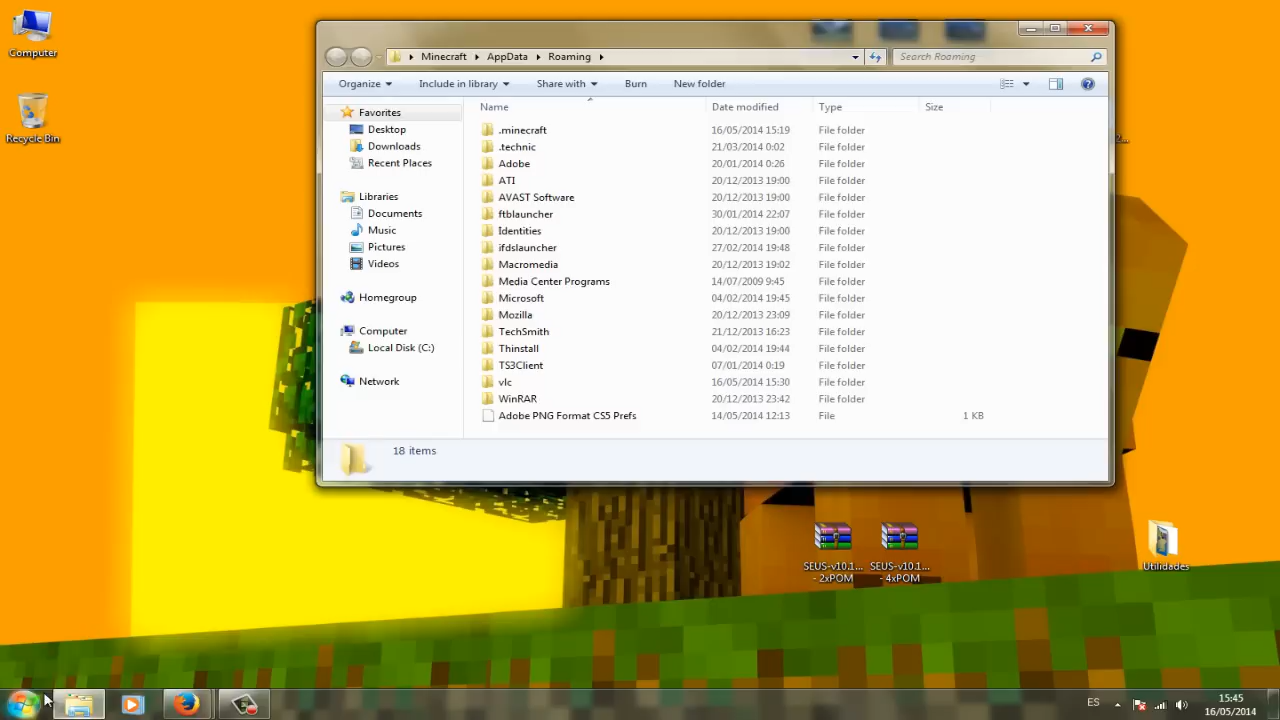 Computer
Recycle Bin
Minecraft AppData Roaming
Search Roaming
Organize Include in library Share with Burn New folder
Name Date modified Type Size
Favorites
Desktop
Downloads
Recent Places
Libraries
Documents
Music
Pictures
Videos
Homegroup
Computer
Local Disk (C:)
Network
.minecraft 16/05/2014 15:19 File folder
.technic 21/03/2014 0:02 File folder
Adobe 20/01/2014 0:26 File folder
ATI 20/12/2013 19:00 File folder
AVAST Software 20/12/2013 19:00 File folder
ftblauncher 30/01/2014 22:07 File folder
Identities 20/12/2013 19:00 File folder
ifdslauncher 27/02/2014 19:48 File folder
Macromedia 20/12/2013 19:02 File folder
Media Center Programs 14/07/2009 9:45 File folder
Microsoft 04/02/2014 19:45 File folder
Mozilla 20/12/2013 23:09 File folder
TechSmith 21/12/2013 16:23 File folder
Thinstall 04/02/2014 19:44 File folder
TS3Client 07/01/2014 0:19 File folder
vlc 16/05/2014 15:30 File folder
WinRAR 20/12/2013 23:42 File folder
Adobe PNG Format CS5 Prefs 14/05/2014 12:13 File 1 KB
18 items
SEUS-v10.1...
- 2xPOM
SEUS-v10.1...
- 4xPOM
Utilidades
ES
15:45
16/05/2014